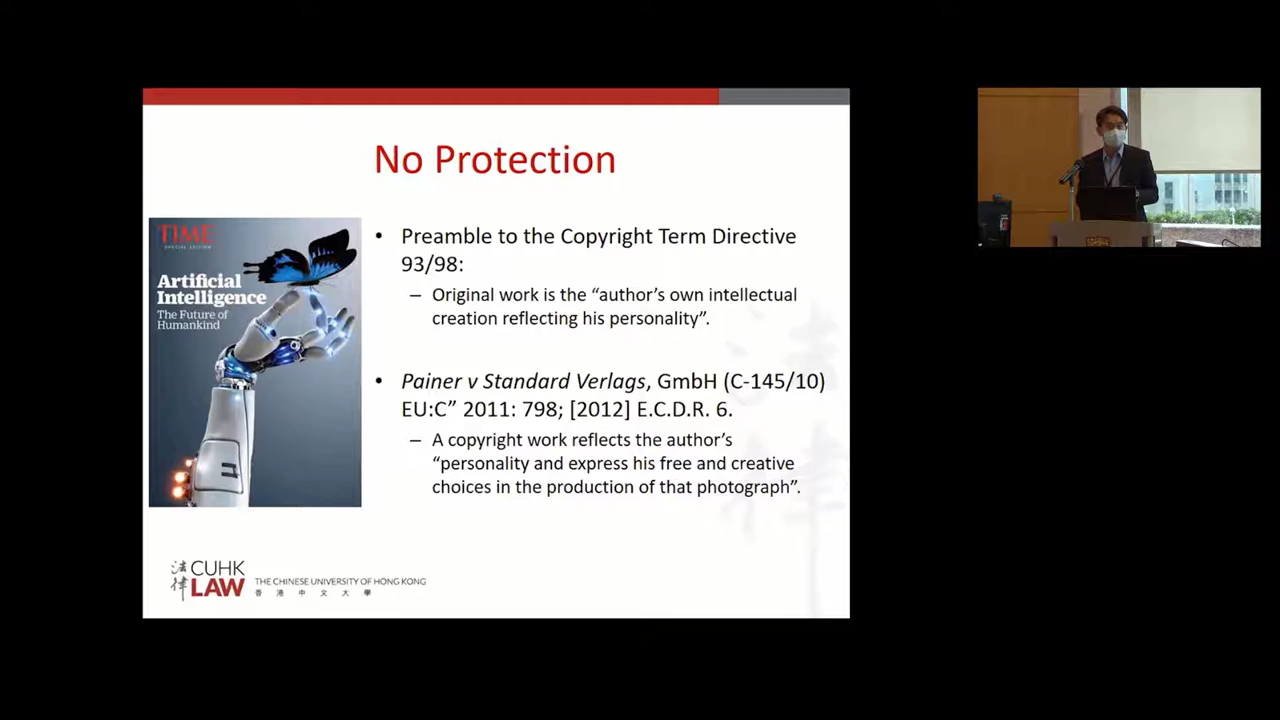 No Protection
TIME
SPECIAL EDITION
Artificial
Intelligence
The Future of
Humankind
• Preamble to the Copyright Term Directive
93/98:
– Original work is the “author’s own intellectual
creation reflecting his personality”.
• Painer v Standard Verlags, GmbH (C-145/10)
EU:C” 2011: 798; [2012] E.C.D.R. 6.
– A copyright work reflects the author’s
“personality and express his free and creative
choices in the production of that photograph”.
法律
CUHK
LAW
THE CHINESE UNIVERSITY OF HONG KONG
香港中文大學